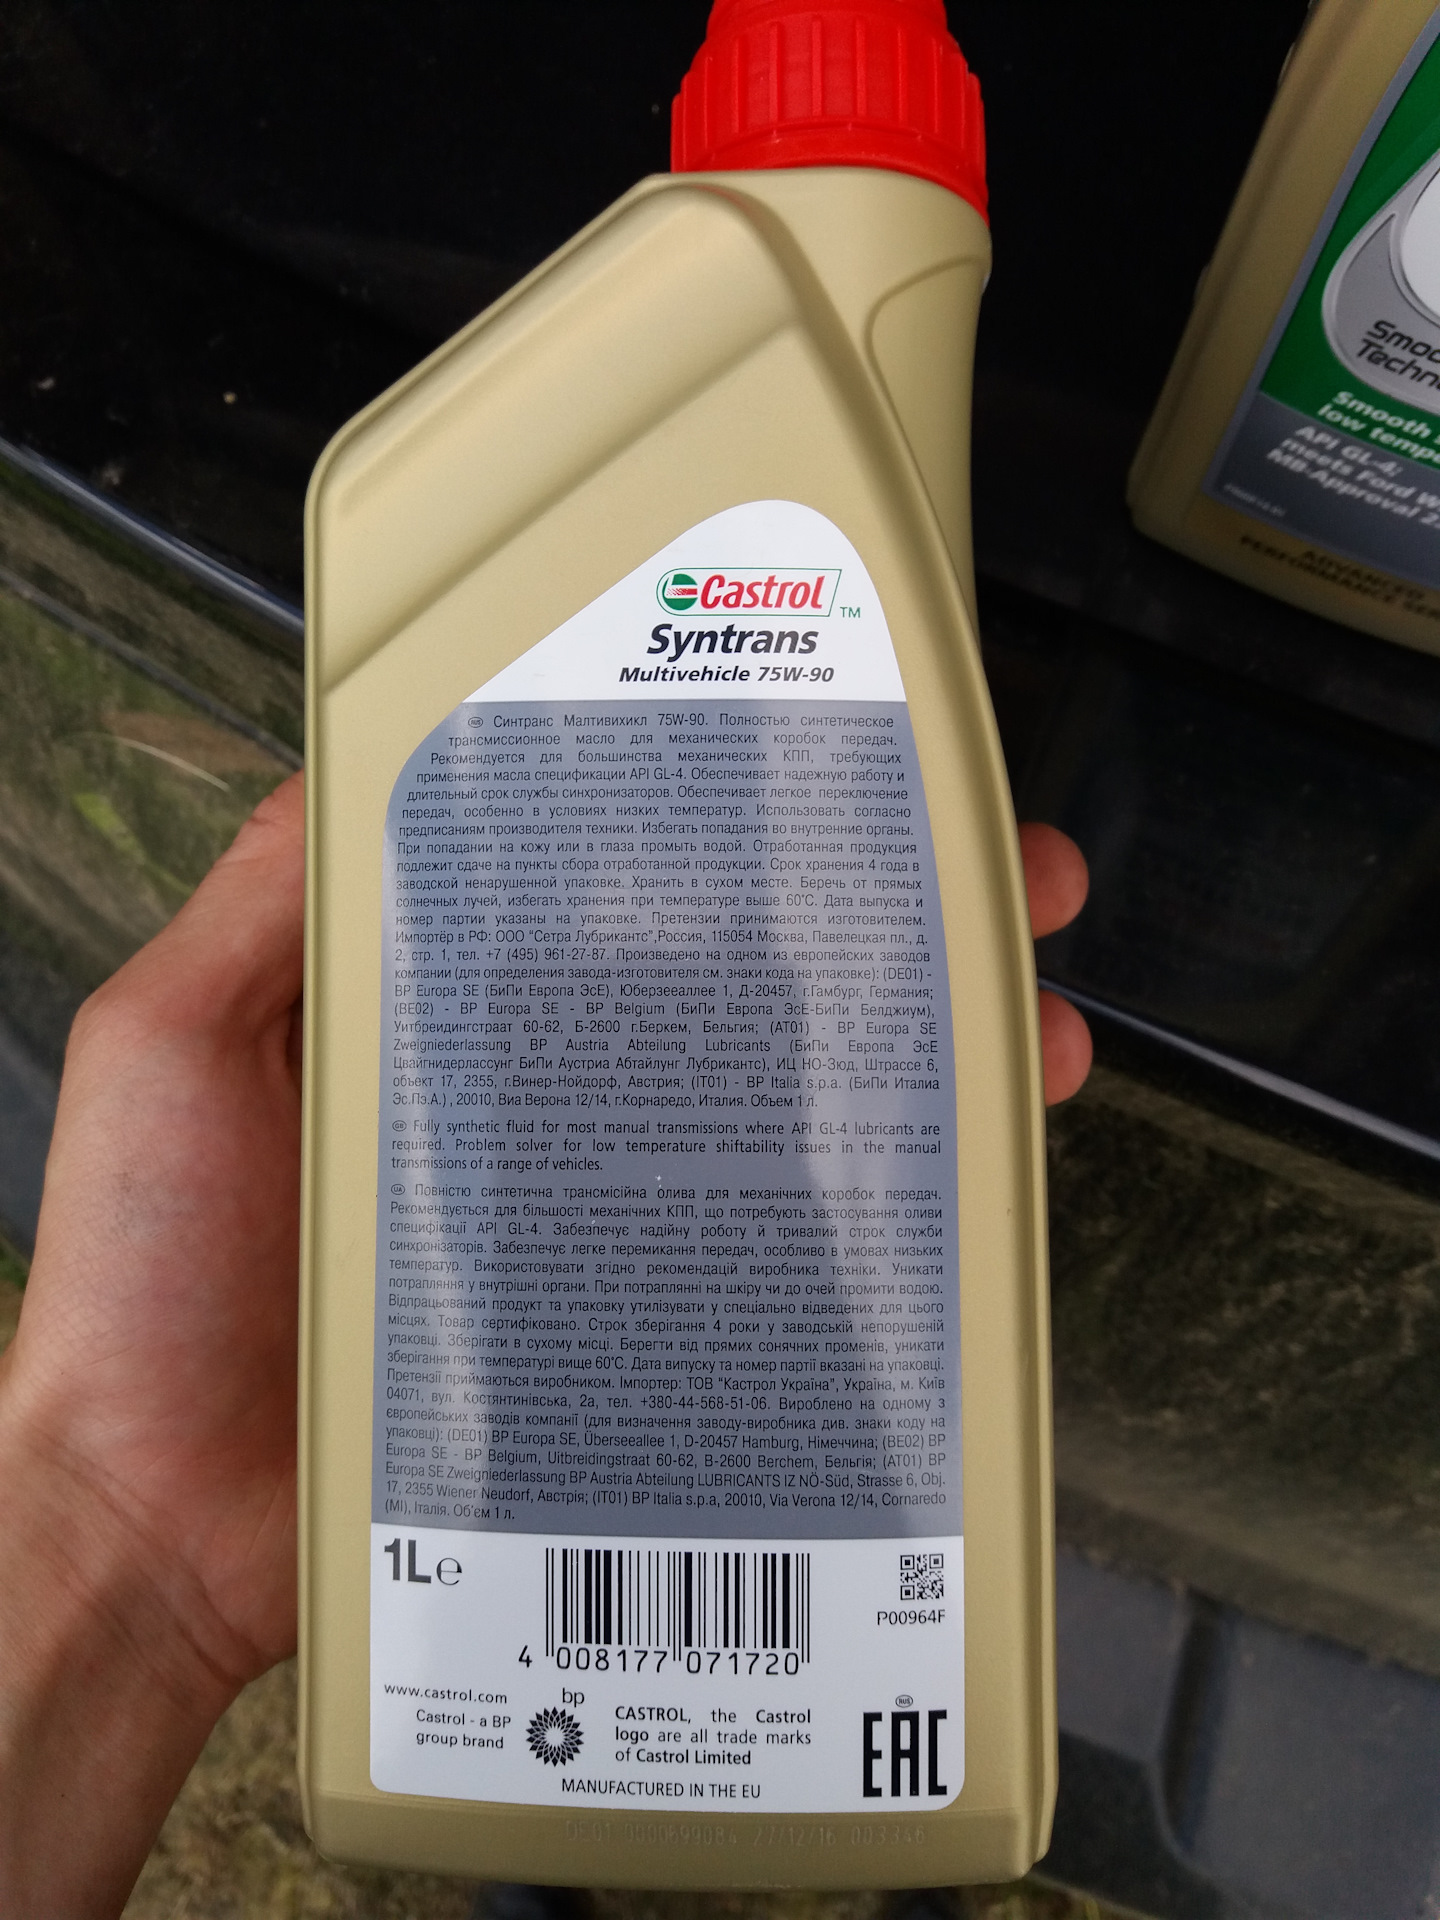 Castrol
TM
Syntrans
Multivehicle 75W-90
RUS Синтранс Малтивихикл 75W-90. Полностью синтетическое
трансмиссионное масло для механических коробок передач.
Рекомендуется для большинства механических КПП, требующих
применения масла спецификации API GL-4. Обеспечивает надежную работу и
длительный срок службы синхронизаторов. Обеспечивает легкое переключение
передач, особенно в условиях низких температур. Использовать согласно
предписаниям производителя техники. Избегать попадания во внутренние органы.
При попадании на кожу или в глаза промыть водой. Отработанная продукция
подлежит сдаче на пункты сбора отработанной продукции. Срок хранения 4 года в
заводской ненарушенной упаковке. Хранить в сухом месте. Беречь от прямых
солнечных лучей, избегать хранения при температуре выше 60°C. Дата выпуска и
номер партии указаны на упаковке. Претензии принимаются изготовителем.
Импортёр в РФ: ООО "Сетра Лубрикантс",Россия, 115054 Москва, Павелецкая пл., д.
2, стр. 1, тел. +7 (495) 961-27-87. Произведено на одном из европейских заводов
компании (для определения завода-изготовителя см. знаки кода на упаковке): (DE01) -
BP Europa SE (БиПи Европа ЭсЕ), Юберзееаллее 1, Д-20457, г.Гамбург, Германия;
(BE02) - BP Europa SE - BP Belgium (БиПи Европа ЭсЕ-БиПи Белджиум),
Уитбреидингстраат 60-62, Б-2600 г.Беркем, Бельгия; (AT01) - BP Europa SE
Zweigniederlassung BP Austria Abteilung Lubricants (БиПи Европа ЭсЕ
Цвайгнидерлассунг БиПи Аустриа Абтайлунг Лубрикантс), ИЦ НО-Зюд, Штрассе 6,
объект 17, 2355, г.Винер-Нойдорф, Австрия; (IT01) - BP Italia s.p.a. (БиПи Италиа
Эс.Пэ.А.) , 20010, Виа Верона 12/14, г.Корнаредо, Италия. Объем 1 л.
GB Fully synthetic fluid for most manual transmissions where API GL-4 lubricants are
required. Problem solver for low temperature shiftability issues in the manual
transmissions of a range of vehicles.
UA Повністю синтетична трансмісійна олива для механічних коробок передач.
Рекомендується для більшості механічних КПП, що потребують застосування оливи
специфікації API GL-4. Забезпечує надійну роботу й тривалий строк служби
синхронізаторів. Забезпечує легке перемикання передач, особливо в умовах низьких
температур. Використовувати згідно рекомендацій виробника техніки. Уникати
потрапляння у внутрішні органи. При потраплянні на шкіру чи до очей промити водою.
Відпрацьований продукт та упаковку утилізувати у спеціально відведених для цього
місцях. Товар сертифіковано. Строк зберігання 4 роки у заводській непорушеній
упаковці. Зберігати в сухому місці. Берегти від прямих сонячних променів, уникати
зберігання при температурі вище 60°C. Дата випуску та номер партії вказані на упаковці.
Претензії приймаються виробником. Імпортер: ТОВ "Кастрол Україна", Україна, м. Київ
04071, вул. Костянтинівська, 2а, тел. +380-44-568-51-06. Вироблено на одному з
європейських заводів компанії (для визначення заводу-виробника див. знаки коду на
упаковці): (DE01) BP Europa SE, Überseeallee 1, D-20457 Hamburg, Німеччина; (BE02) BP
Europa SE - BP Belgium, Uitbreidingstraat 60-62, B-2600 Berchem, Бельгія; (AT01) BP
Europa SE Zweigniederlassung BP Austria Abteilung LUBRICANTS IZ NÖ-Süd, Strasse 6, Obj.
17, 2355 Wiener Neudorf, Австрія; (IT01) BP Italia s.p.a, 20010, Via Verona 12/14, Cornaredo
(MI), Італія. Об'єм 1 л.
1L e
4 008177 071720
P00964F
www.castrol.com
Castrol - a BP
group brand
bp
CASTROL, the Castrol
logo are all trade marks
of Castrol Limited
RUS
EAC
MANUFACTURED IN THE EU
DE01 0000699084 27/12/16 003346
Smoo
Techn
Smooth
low tempe
API GL-4;
meets Ford W
MB-Approval 2